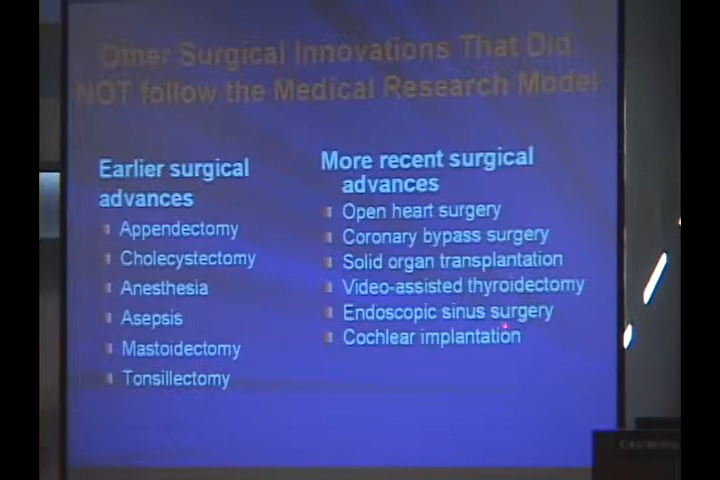 Other Surgical Innovations That Did
NOT follow the Medical Research Model
Earlier surgical
advances
Appendectomy
Cholecystectomy
Anesthesia
Asepsis
Mastoidectomy
Tonsillectomy
More recent surgical
advances
Open heart surgery
Coronary bypass surgery
Solid organ transplantation
Video-assisted thyroidectomy
Endoscopic sinus surgery
Cochlear implantation